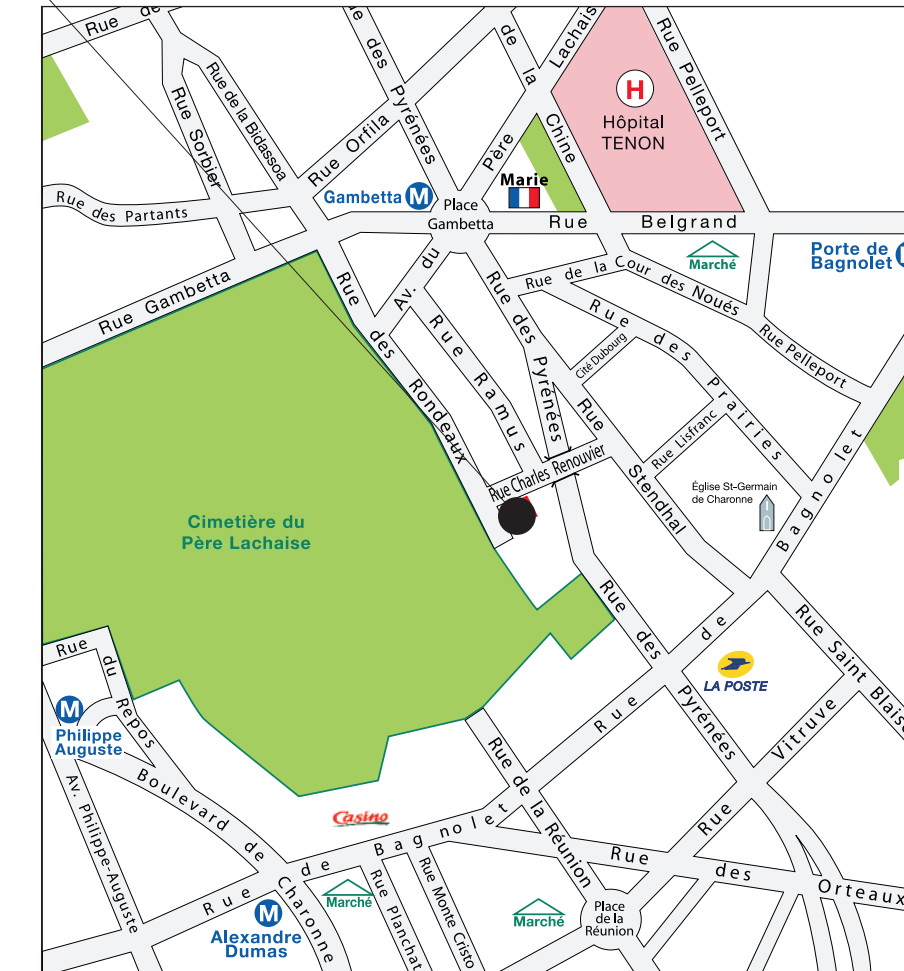 Rue de
Rue de la Bidassoa
Rue Sorbier
Rue des Partants
Rue Orfila
Rue des Pyrénées
Gambetta M
Place
Gambetta
Marie
Père Lachaise
de la Chine
H
Hôpital
TENON
Rue Pelleport
Rue Belgrand
Marché
Porte de
Bagnolet
Rue Gambetta
Rue des Rondeaux
Av. du
Rue Ramus
Rue des Pyrénées
Rue de la Cour des Noués
Rue Pelleport
Rue des Prairies
Cité Dubourg
Rue Stendhal
Rue Lisfranc
Rue Charles Renouvier
Église St-Germain
de Charonne
Cimetière du
Père Lachaise
Rue de Bagnolet
Rue des Pyrénées
LA POSTE
Rue Saint Blaise
Rue Vitruve
Rue du Repos
M
Philippe
Auguste
Av. Philippe-Auguste
Boulevard de Charonne
Casino
Rue de Bagnolet
Rue de la Réunion
Rue des Orteaux
Marché
Rue Planchat
Rue Monte Cristo
M
Alexandre
Dumas
Marché
Place
de la
Réunion